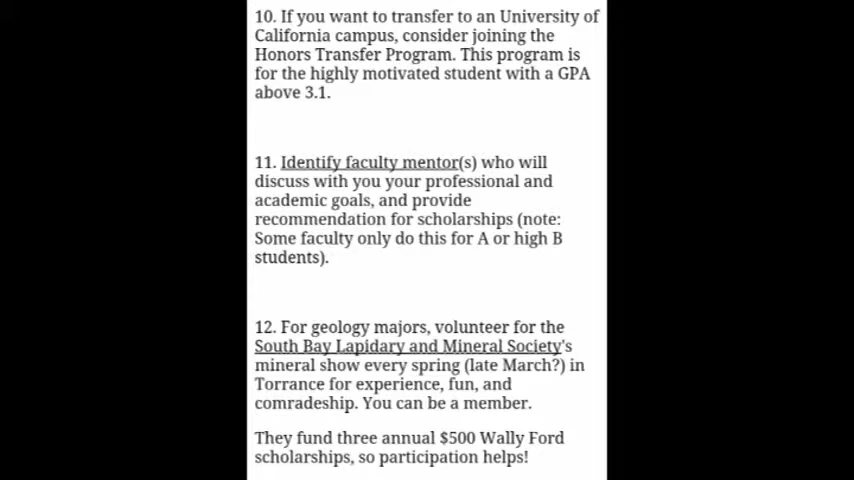 10. If you want to transfer to an University of
California campus, consider joining the
Honors Transfer Program. This program is
for the highly motivated student with a GPA
above 3.1.
11. Identify faculty mentor(s) who will
discuss with you your professional and
academic goals, and provide
recommendation for scholarships (note:
Some faculty only do this for A or high B
students).
12. For geology majors, volunteer for the
South Bay Lapidary and Mineral Society's
mineral show every spring (late March?) in
Torrance for experience, fun, and
comradeship. You can be a member.
They fund three annual $500 Wally Ford
scholarships, so participation helps!